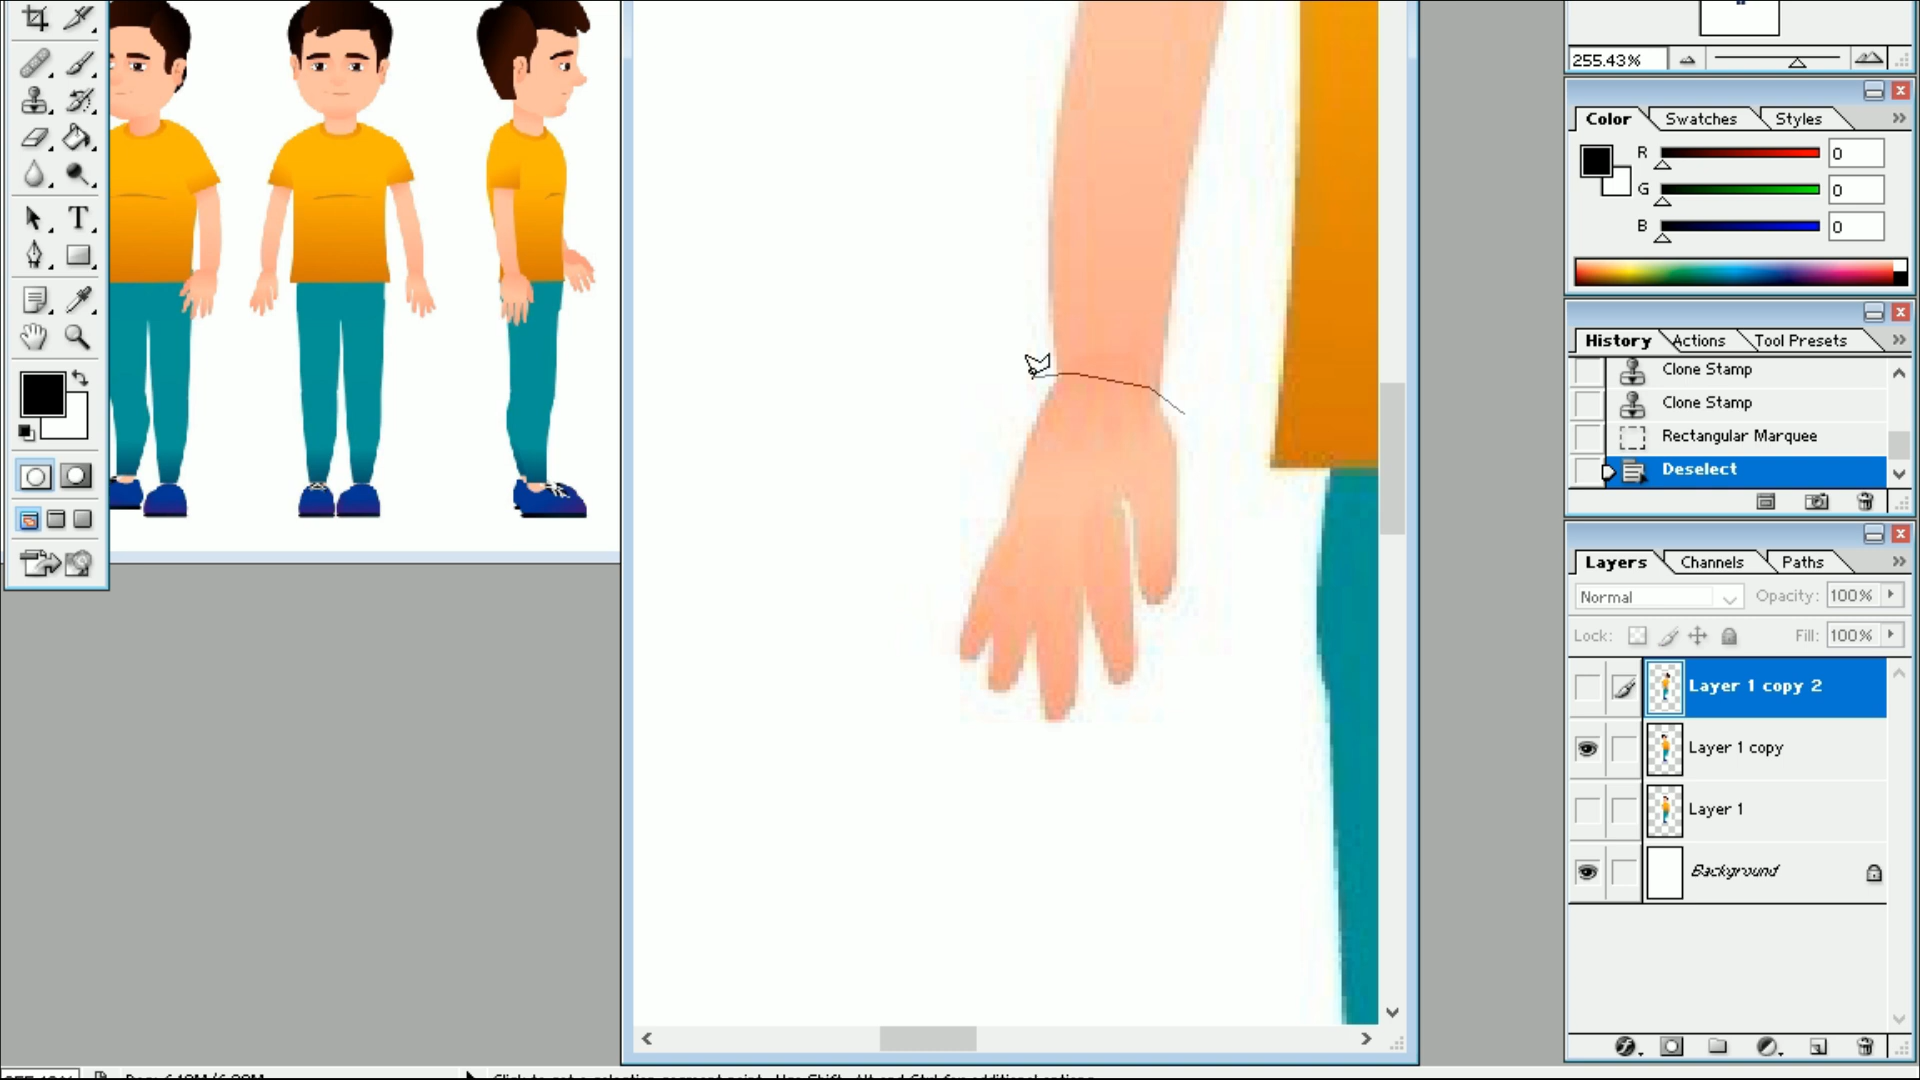 255.43%
Color Swatches Styles
R 0
G 0
B 0
History Actions Tool Presets
Clone Stamp
Clone Stamp
Rectangular Marquee
Deselect
Layers Channels Paths
Normal Opacity: 100%
Lock: Fill: 100%
Layer 1 copy 2
Layer 1 copy
Layer 1
Background
T